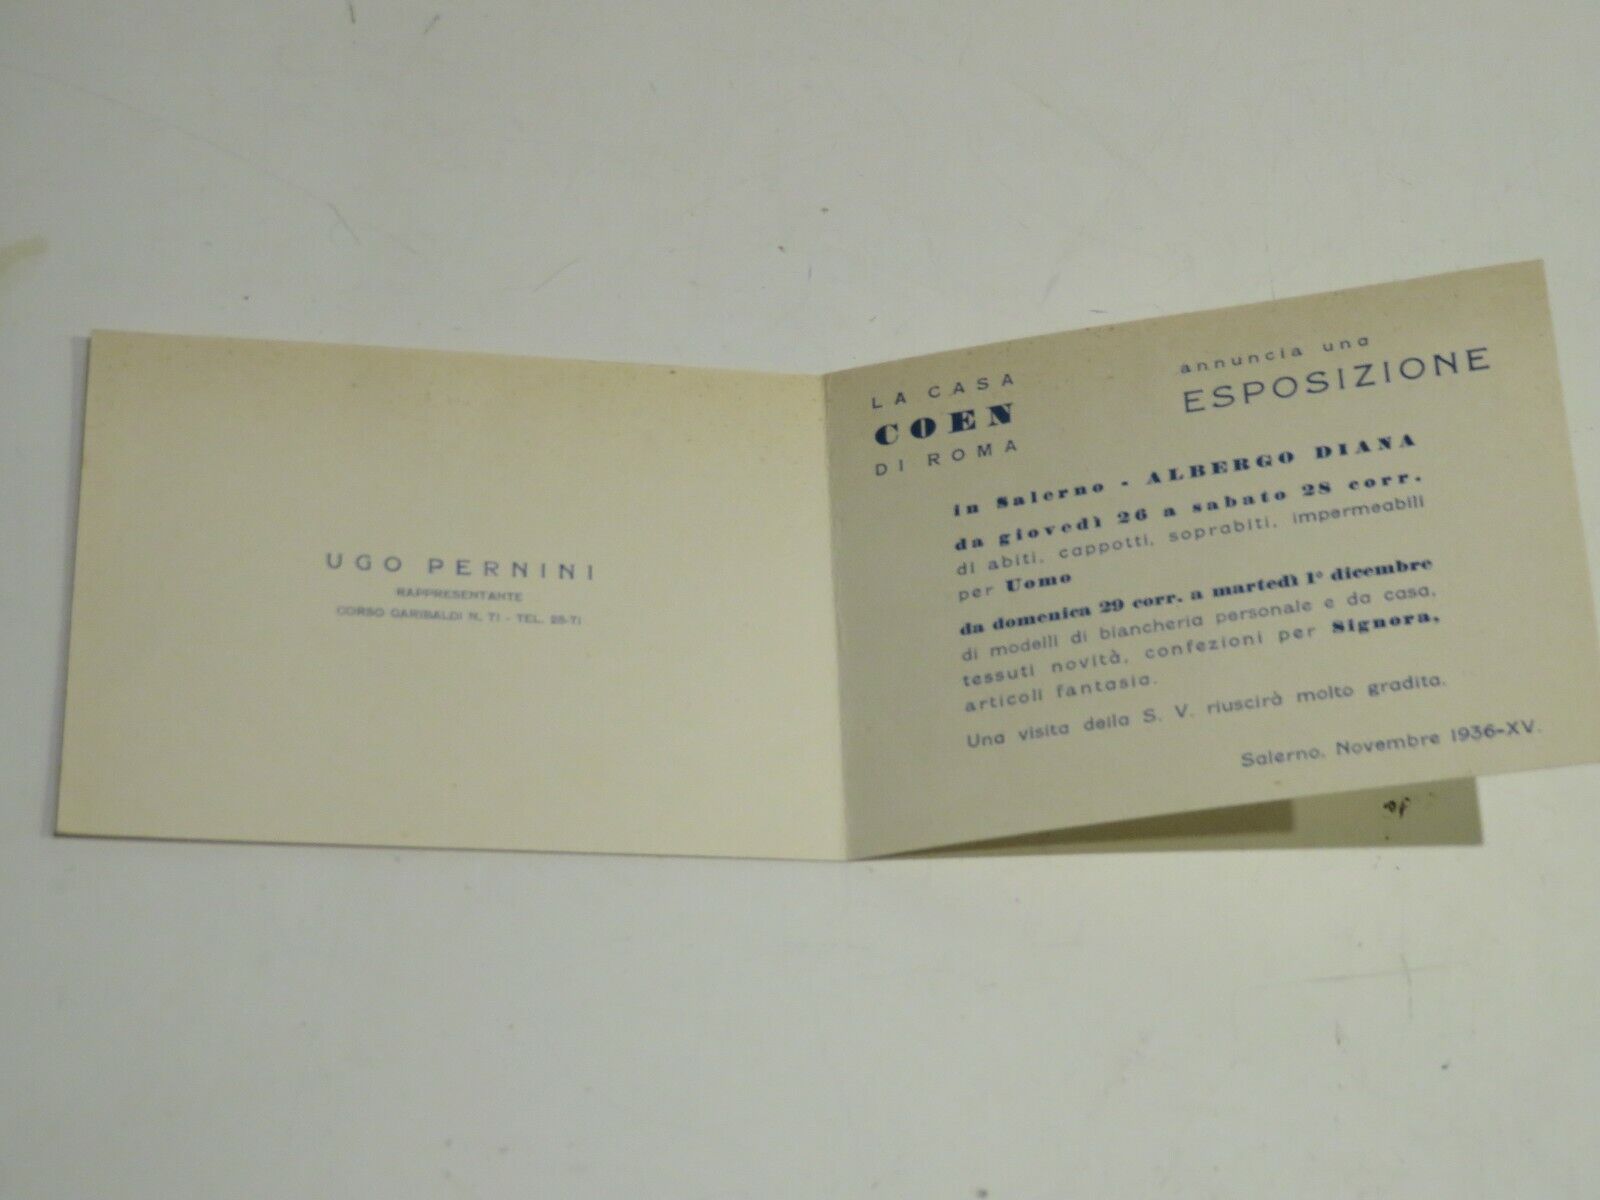 UGO PERNINI
RAPPRESENTANTE
CORSO GARIBALDI N. 71 - TEL. 25-71
LA CASA
COEN
DI ROMA
annuncia una
ESPOSIZIONE
in Salerno - ALBERGO DIANA
da giovedì 26 a sabato 28 corr.
di abiti, cappotti, soprabiti, impermeabili
per Uomo
da domenica 29 corr. a martedì 1° dicembre
di modelli di biancheria personale e da casa,
tessuti novità, confezioni per Signora,
articoli fantasia.
Una visita della S. V. riuscirà molto gradita.
Salerno, Novembre 1936-XV.